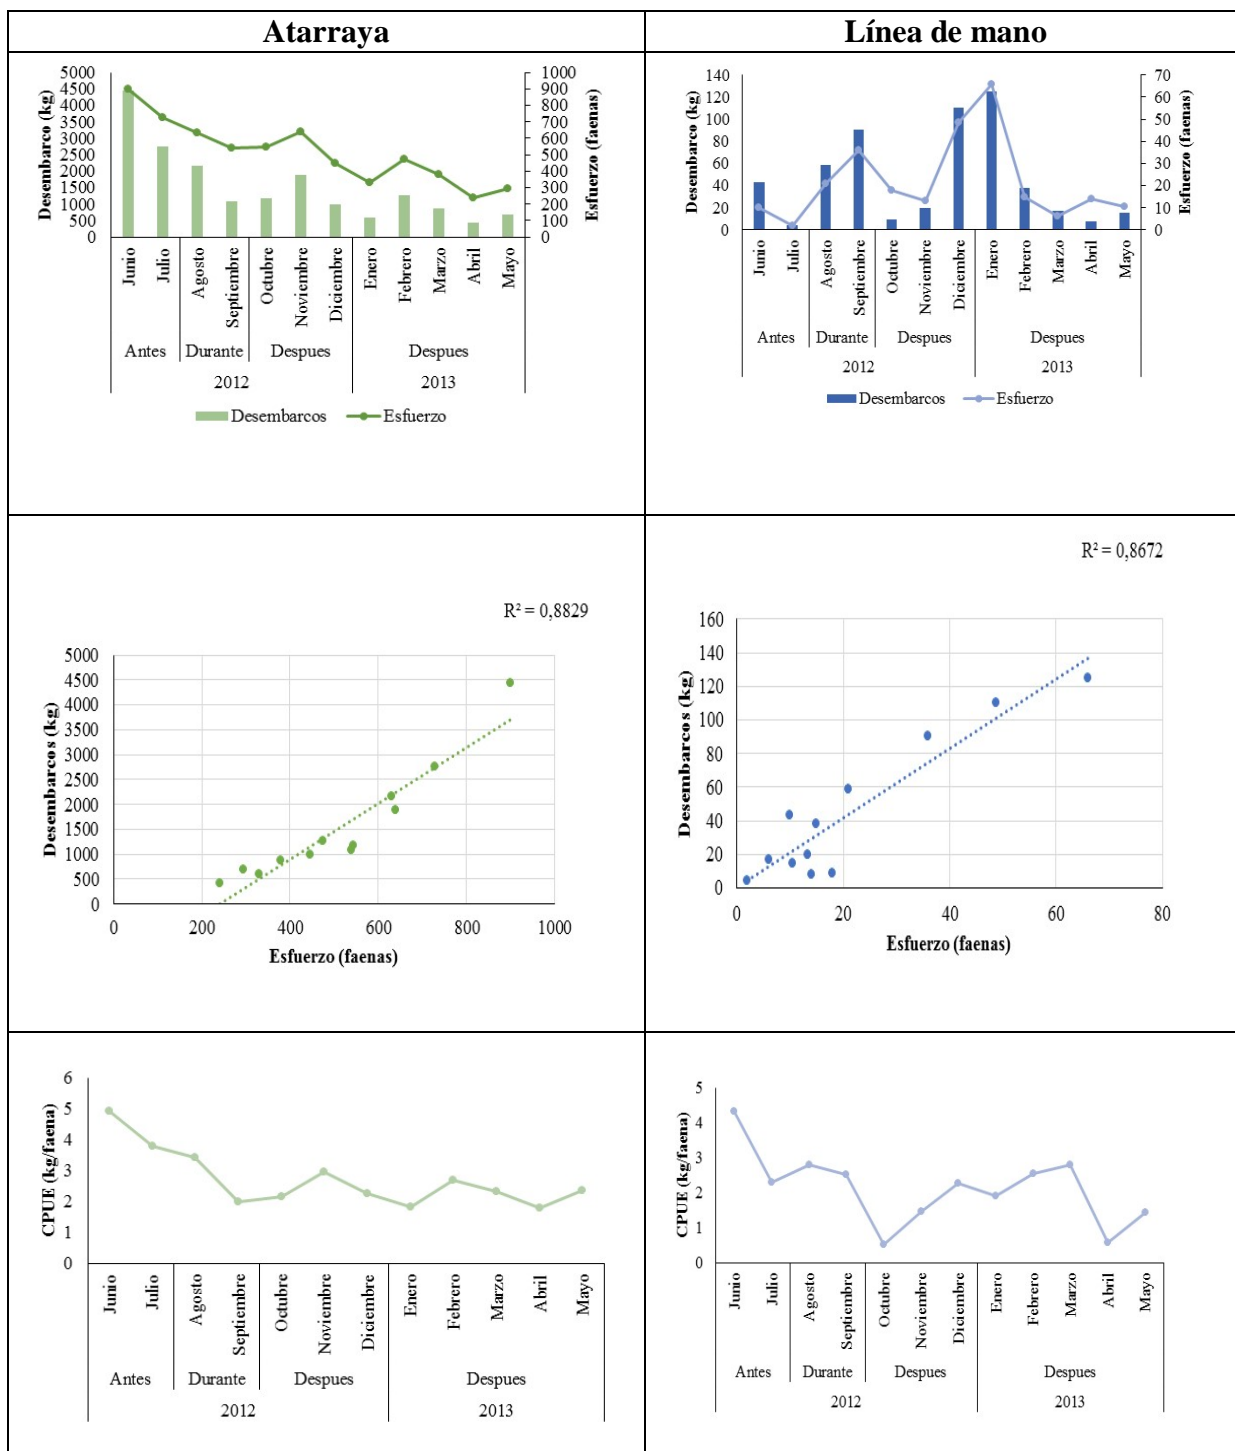 Atarraya
Línea de mano
Desembarco (kg)
5000
4500
4000
3500
3000
2500
2000
1500
1000
500
0
1000
900
800
700
600
500
400
300
200
100
0
Esfuerzo (faenas)
Junio
Julio
Agosto
Septiembre
Octubre
Noviembre
Diciembre
Enero
Febrero
Marzo
Abril
Mayo
Antes Durante Despues Despues
2012 2013
Desembarcos Esfuerzo
Desembarco (kg)
140
120
100
80
60
40
20
0
70
60
50
40
30
20
10
0
Esfuerzo (faenas)
Junio
Julio
Agosto
Septiembre
Octubre
Noviembre
Diciembre
Enero
Febrero
Marzo
Abril
Mayo
Antes Durante Despues Despues
2012 2013
Desembarcos Esfuerzo
R² = 0,8829
Desembarcos (kg)
5000
4500
4000
3500
3000
2500
2000
1500
1000
500
0
0 200 400 600 800 1000
Esfuerzo (faenas)
R² = 0,8672
Desembarcos (kg)
160
140
120
100
80
60
40
20
0
0 20 40 60 80
Esfuerzo (faenas)
CPUE (kg/faena)
6
5
4
3
2
1
0
Junio
Julio
Agosto
Septiembre
Octubre
Noviembre
Diciembre
Enero
Febrero
Marzo
Abril
Mayo
Antes Durante Despues Despues
2012 2013
CPUE (kg/faena)
5
4
3
2
1
0
Junio
Julio
Agosto
Septiembre
Octubre
Noviembre
Diciembre
Enero
Febrero
Marzo
Abril
Mayo
Antes Durante Despues Despues
2012 2013